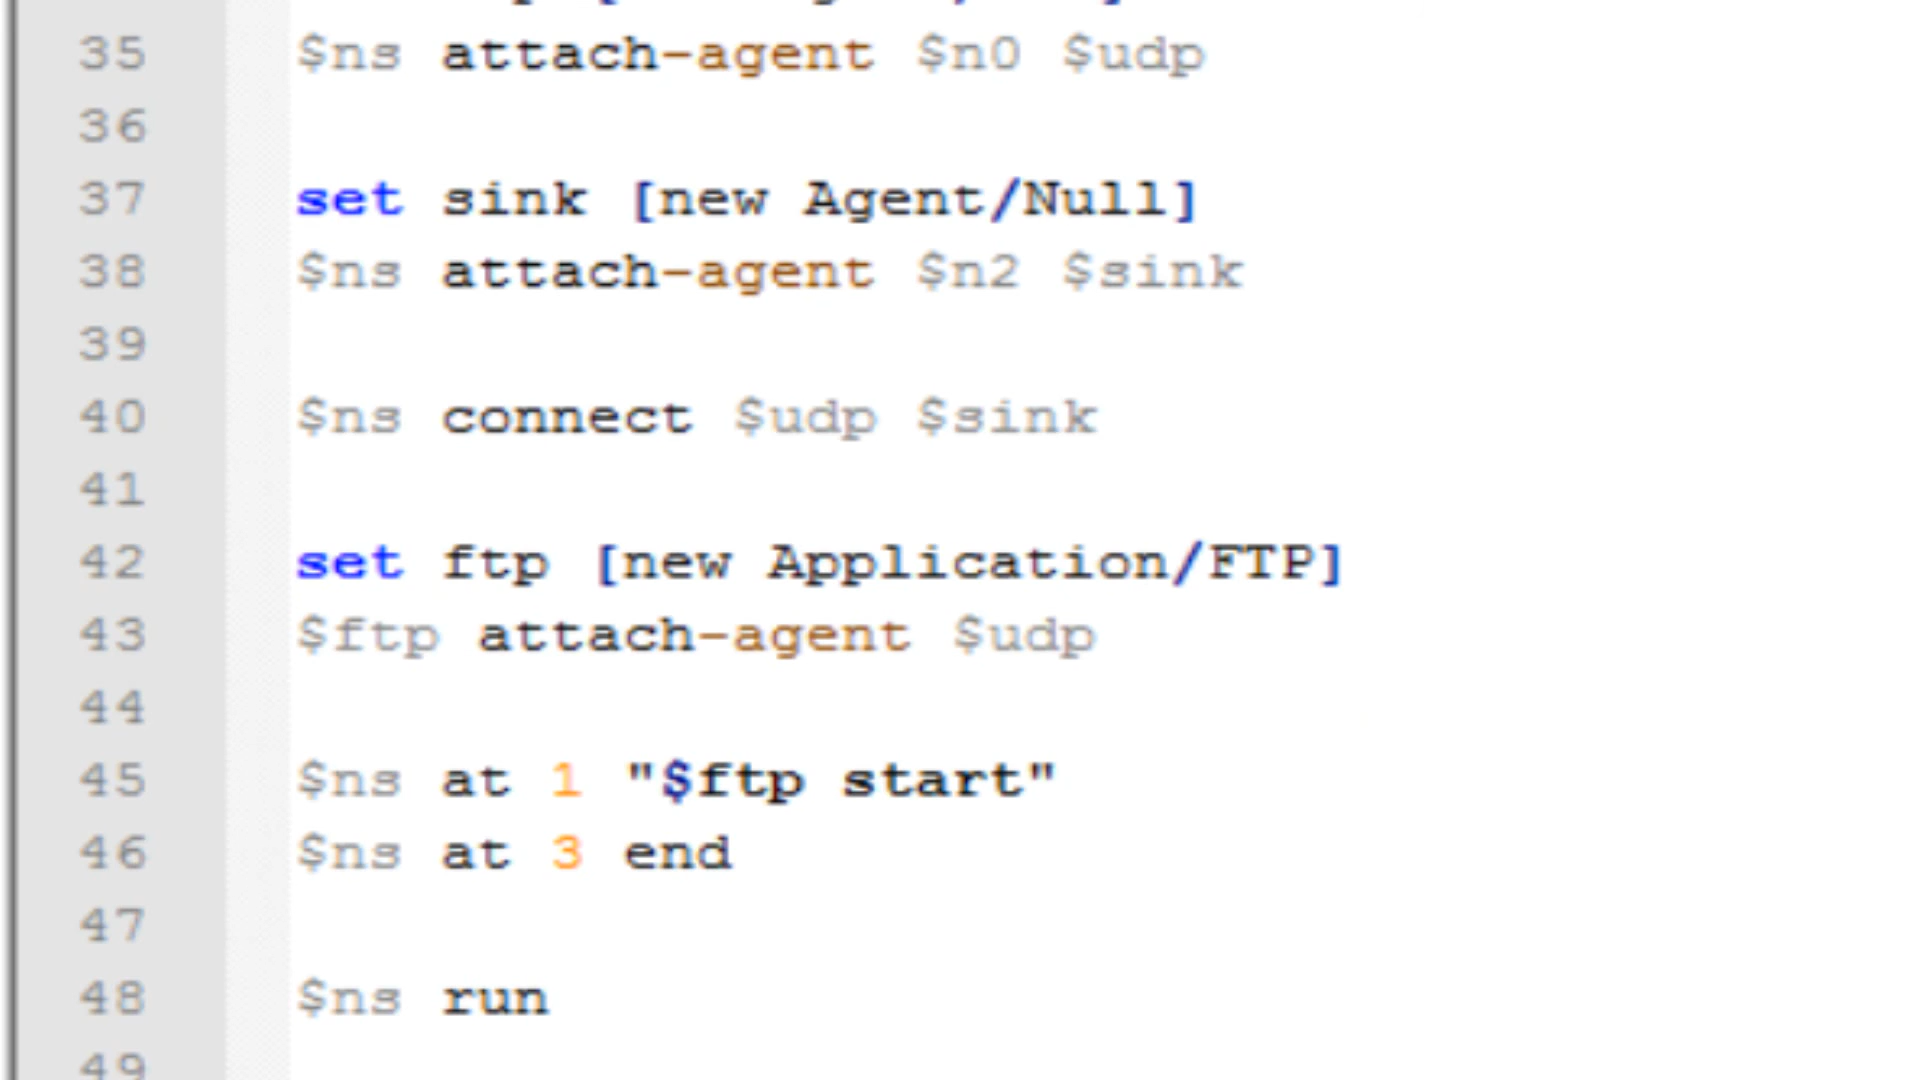 35 $ns attach-agent $n0 $udp
36
37 set sink [new Agent/Null]
38 $ns attach-agent $n2 $sink
39
40 $ns connect $udp $sink
41
42 set ftp [new Application/FTP]
43 $ftp attach-agent $udp
44
45 $ns at 1 "$ftp start"
46 $ns at 3 end
47
48 $ns run
49